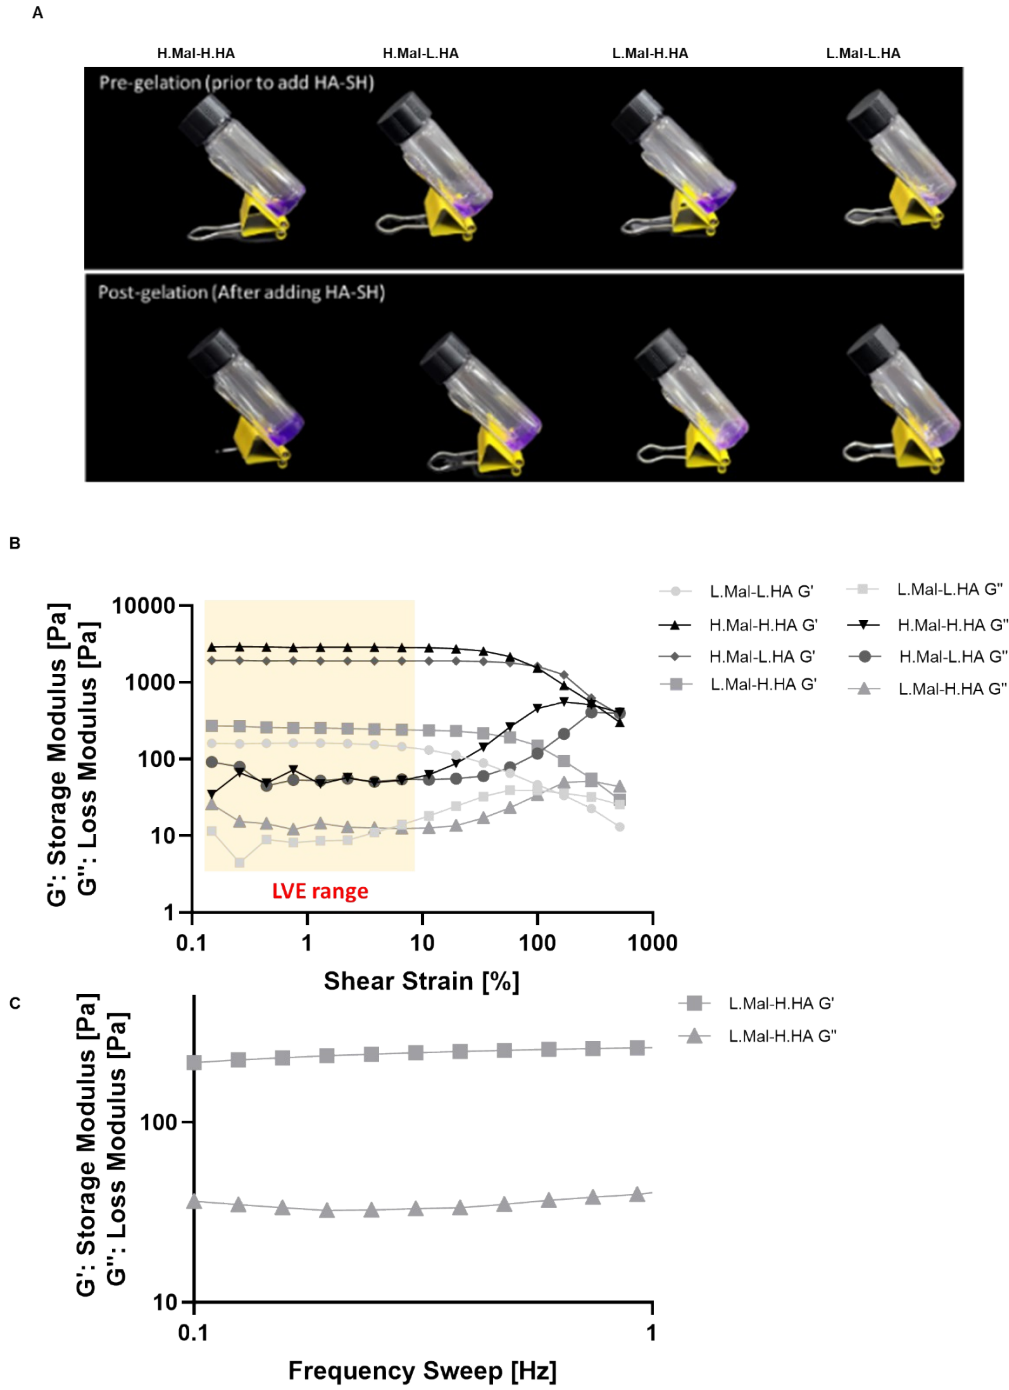 A
H.Mal-H.HA H.Mal-L.HA L.Mal-H.HA L.Mal-L.HA
Pre-gelation (prior to add HA-SH)
Post-gelation (After adding HA-SH)
B
G': Storage Modulus [Pa]
G'': Loss Modulus [Pa]
10000
1000
100
10
1
0.1 1 10 100 1000
LVE range
Shear Strain [%]
L.Mal-L.HA G' L.Mal-L.HA G''
H.Mal-H.HA G' H.Mal-H.HA G''
H.Mal-L.HA G' H.Mal-L.HA G''
L.Mal-H.HA G' L.Mal-H.HA G''
C
G': Storage Modulus [Pa]
G'': Loss Modulus [Pa]
100
10
0.1 1
Frequency Sweep [Hz]
L.Mal-H.HA G'
L.Mal-H.HA G''